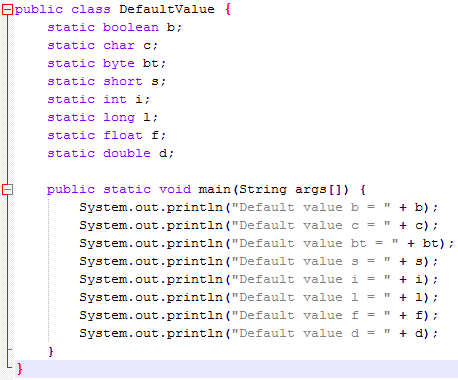 public class DefaultValue {
    static boolean b;
    static char c;
    static byte bt;
    static short s;
    static int i;
    static long l;
    static float f;
    static double d;

    public static void main(String args[]) {
        System.out.println("Default value b = " + b);
        System.out.println("Default value c = " + c);
        System.out.println("Default value bt = " + bt);
        System.out.println("Default value s = " + s);
        System.out.println("Default value i = " + i);
        System.out.println("Default value l = " + l);
        System.out.println("Default value f = " + f);
        System.out.println("Default value d = " + d);
    }
}